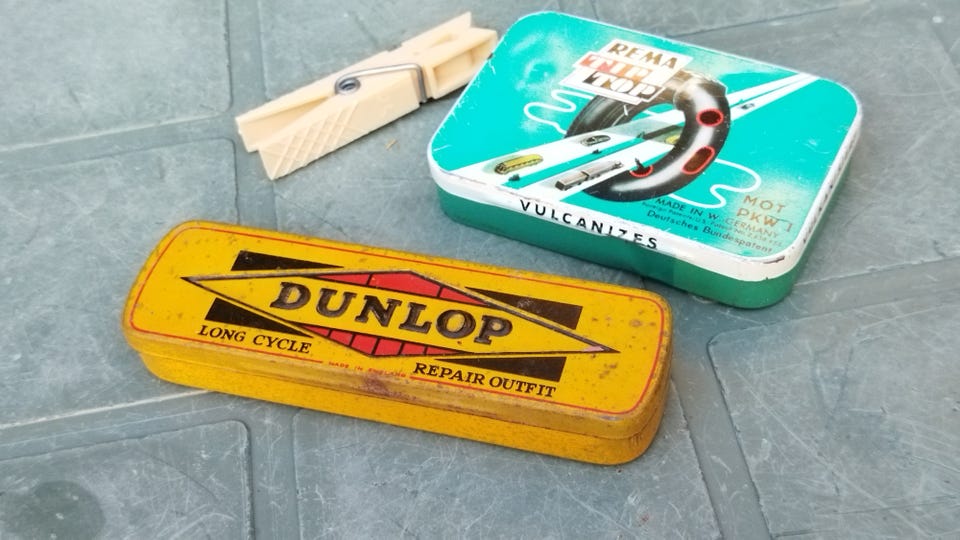 REMA
TIP
TOP
MOT
PKW
MADE IN W. GERMANY
Deutsches Bundespatent
VULCANIZES
DUNLOP
LONG CYCLE
MADE IN ENGLAND
REPAIR OUTFIT